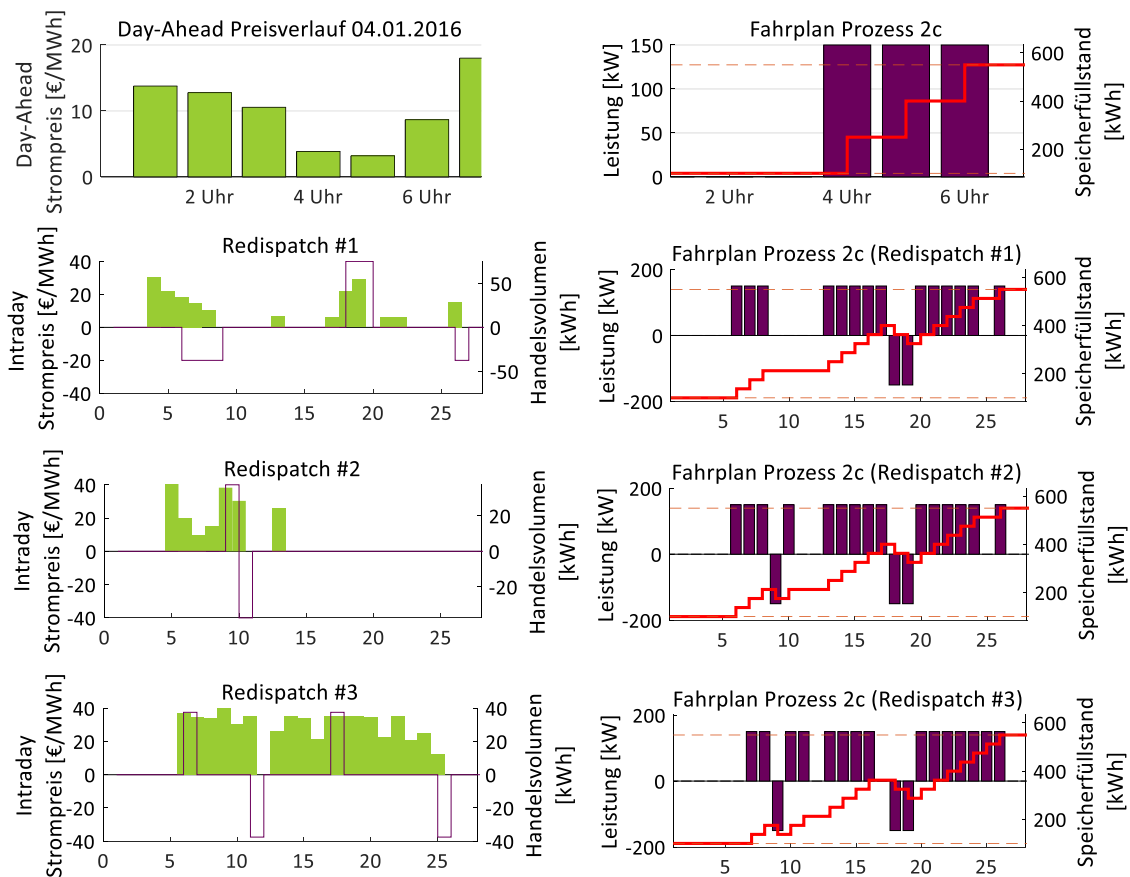 Day-Ahead Preisverlauf 04.01.2016
Day-Ahead
Strompreis [€/MWh]
20
10
0
2 Uhr
4 Uhr
6 Uhr
Fahrplan Prozess 2c
Leistung [kW]
150
100
50
0
2 Uhr
4 Uhr
6 Uhr
600
400
200
Speicherfüllstand
[kWh]
Redispatch #1
Intraday
Strompreis [€/MWh]
40
20
0
-20
-40
0
5
10
15
20
25
50
0
-50
Handelsvolumen
[kWh]
Fahrplan Prozess 2c (Redispatch #1)
Leistung [kW]
200
0
-200
5
10
15
20
25
600
400
200
Speicherfüllstand
[kWh]
Redispatch #2
Intraday
Strompreis [€/MWh]
40
20
0
-20
-40
0
5
10
15
20
25
20
0
-20
Handelsvolumen
[kWh]
Fahrplan Prozess 2c (Redispatch #2)
Leistung [kW]
200
0
-200
5
10
15
20
25
600
400
200
Speicherfüllstand
[kWh]
Redispatch #3
Intraday
Strompreis [€/MWh]
40
20
0
-20
-40
0
5
10
15
20
25
40
20
0
-20
-40
Handelsvolumen
[kWh]
Fahrplan Prozess 2c (Redispatch #3)
Leistung [kW]
200
0
-200
5
10
15
20
25
600
400
200
Speicherfüllstand
[kWh]